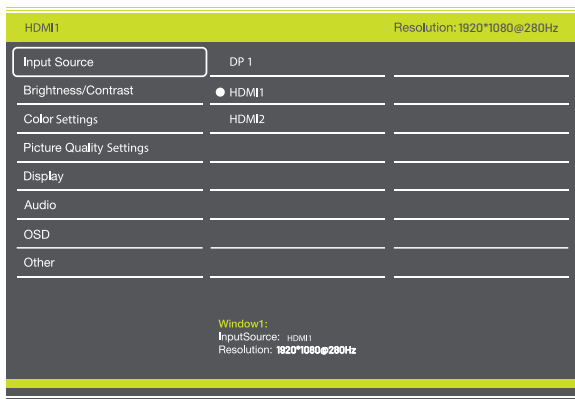 HDMI1 Resolution: 1920*1080@280Hz
Input Source DP 1
Brightness/Contrast HDMI1
Color Settings HDMI2
Picture Quality Settings
Display
Audio
OSD
Other
Window1:
InputSource: HDMI1
Resolution: 1920*1080@280Hz